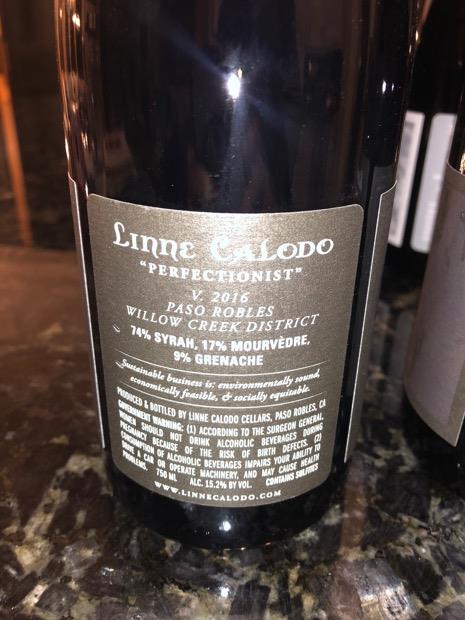 Linne Calodo
"PERFECTIONIST"
V. 2016
PASO ROBLES
WILLOW CREEK DISTRICT
74% SYRAH, 17% MOURVÈDRE,
9% GRENACHE
Sustainable business is: environmentally sound,
economically feasible, & socially equitable.
PRODUCED & BOTTLED BY LINNE CALODO CELLARS, PASO ROBLES, CA
GOVERNMENT WARNING: (1) ACCORDING TO THE SURGEON GENERAL,
WOMEN SHOULD NOT DRINK ALCOHOLIC BEVERAGES DURING
PREGNANCY BECAUSE OF THE RISK OF BIRTH DEFECTS. (2)
CONSUMPTION OF ALCOHOLIC BEVERAGES IMPAIRS YOUR ABILITY TO
DRIVE A CAR OR OPERATE MACHINERY, AND MAY CAUSE HEALTH
PROBLEMS. 750 ML ALC. 15.2% BY VOL. CONTAINS SULFITES
WWW.LINNECALODO.COM